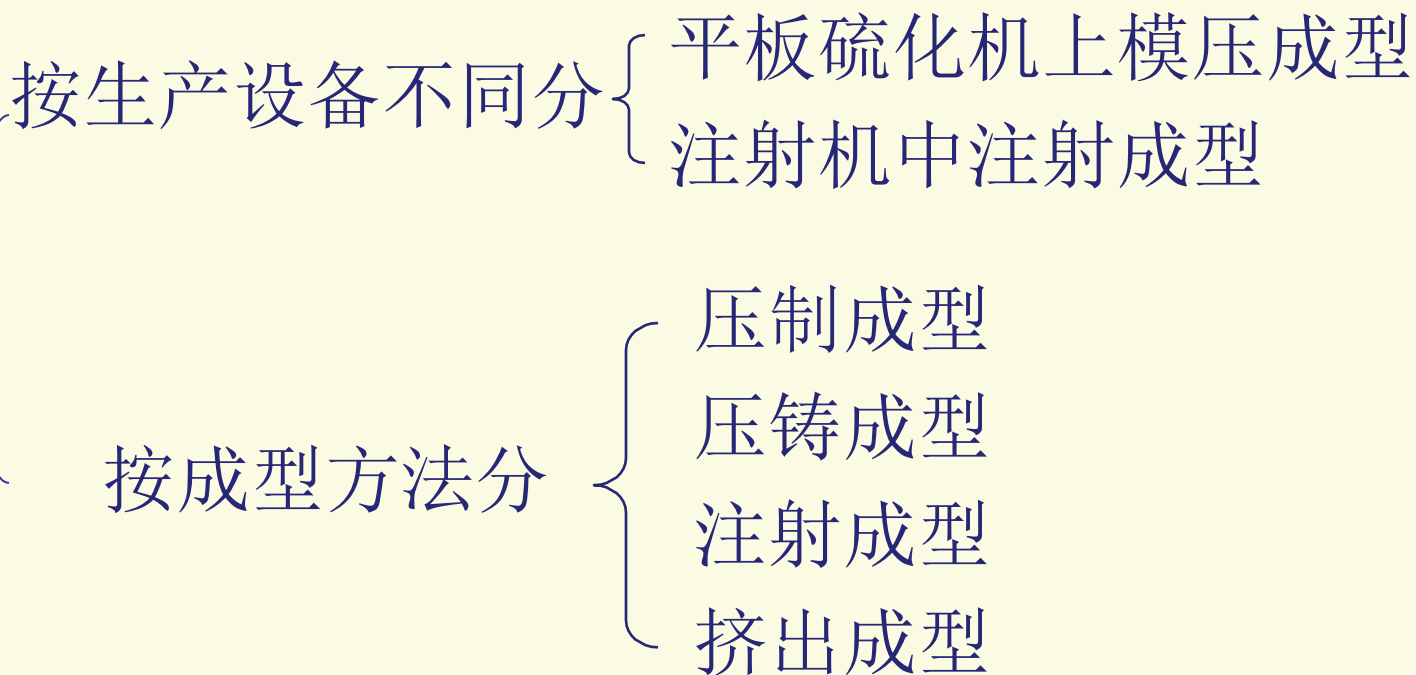 按生产设备不同分
平板硫化机上模压成型
注射机中注射成型
按成型方法分
压制成型
压铸成型
注射成型
挤出成型